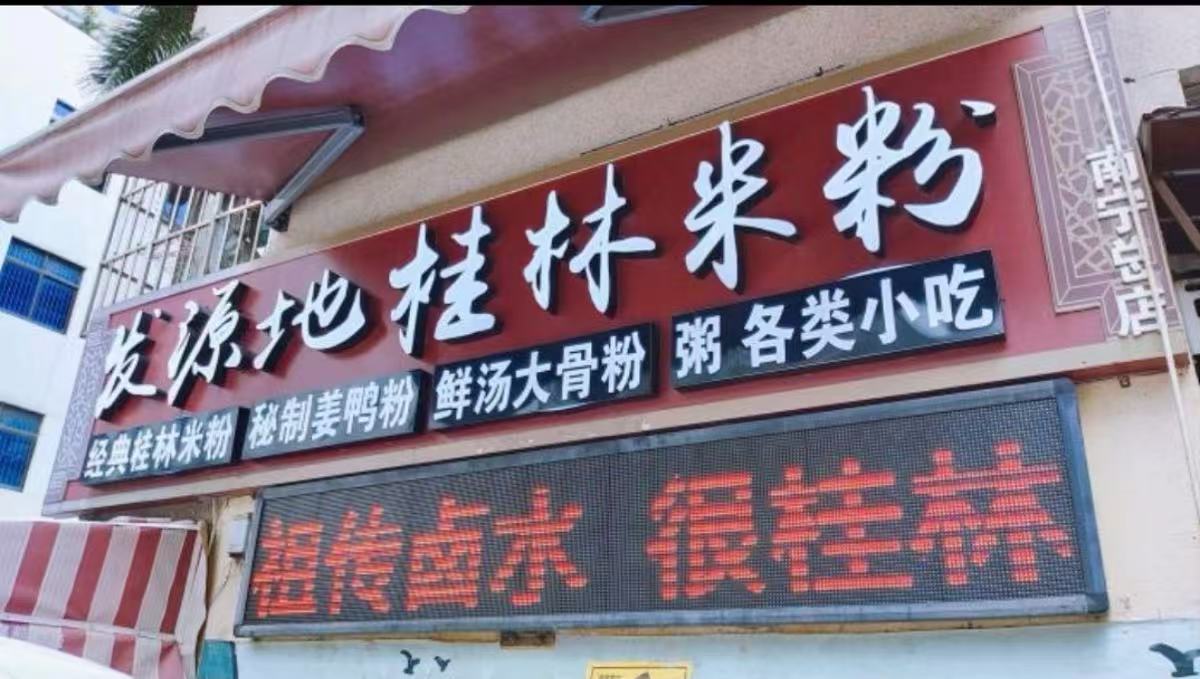 发源地桂林米粉
南宁总店
经典桂林米粉 秘制姜鸭粉 鲜汤大骨粉 粥 各类小吃
祖传卤水 很桂林